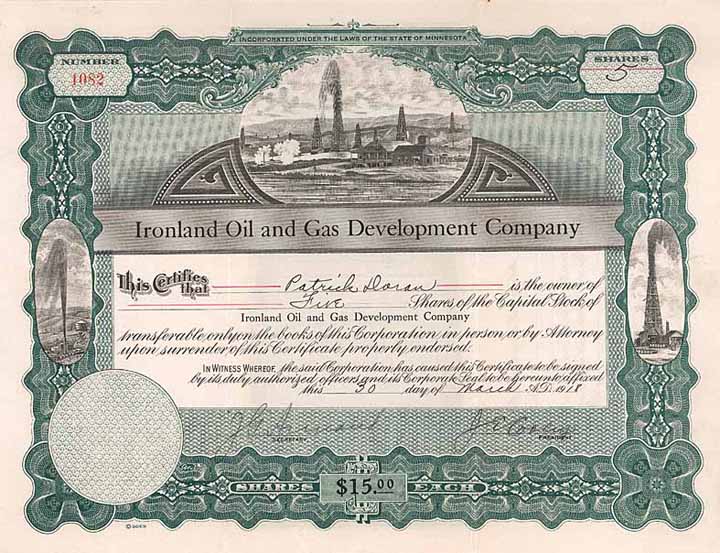 INCORPORATED UNDER THE LAWS OF THE STATE OF MINNESOTA
NUMBER
1082
SHARES
5
Ironland Oil and Gas Development Company
This Certifies that Patrick Doran is the owner of
Five Shares of the Capital Stock of
Ironland Oil and Gas Development Company
transferable only on the books of this Corporation in person or by Attorney
upon surrender of this Certificate properly endorsed.
IN WITNESS WHEREOF, the said Corporation has caused this Certificate to be signed
by its duly authorized officers and its Corporate Seal to be hereunto affixed
this 30 day of March A.D. 1918
SECRETARY
PRESIDENT
SHARES $15.00 EACH
© GOES